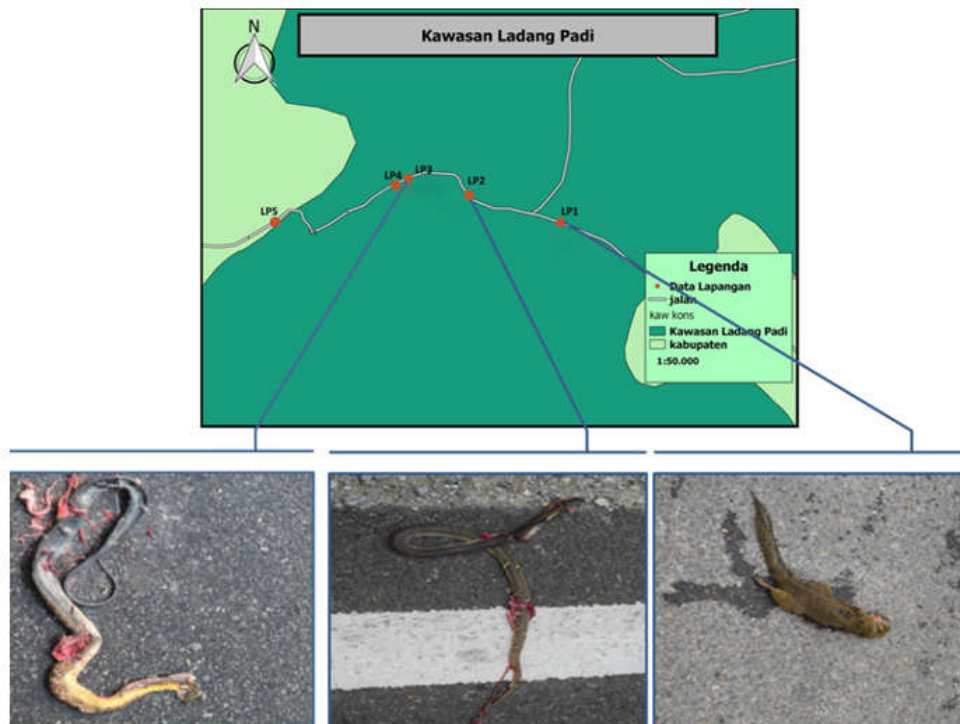 Kawasan Ladang Padi
N
LP4
LP3
LP2
LP5
LP1
Legenda
Data Lapangan
jalan
kaw kons
Kawasan Ladang Padi
kabupaten
1:50.000